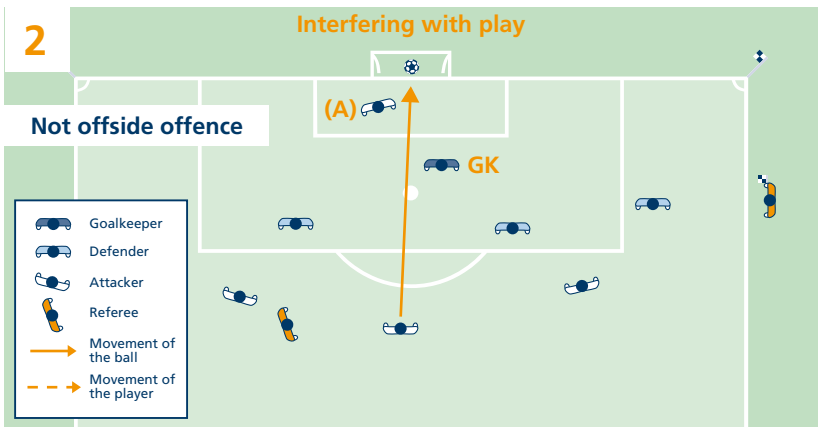 2
Interfering with play
(A)
Not offside offence
GK
Goalkeeper
Defender
Attacker
Referee
Movement of
the ball
Movement of
the player